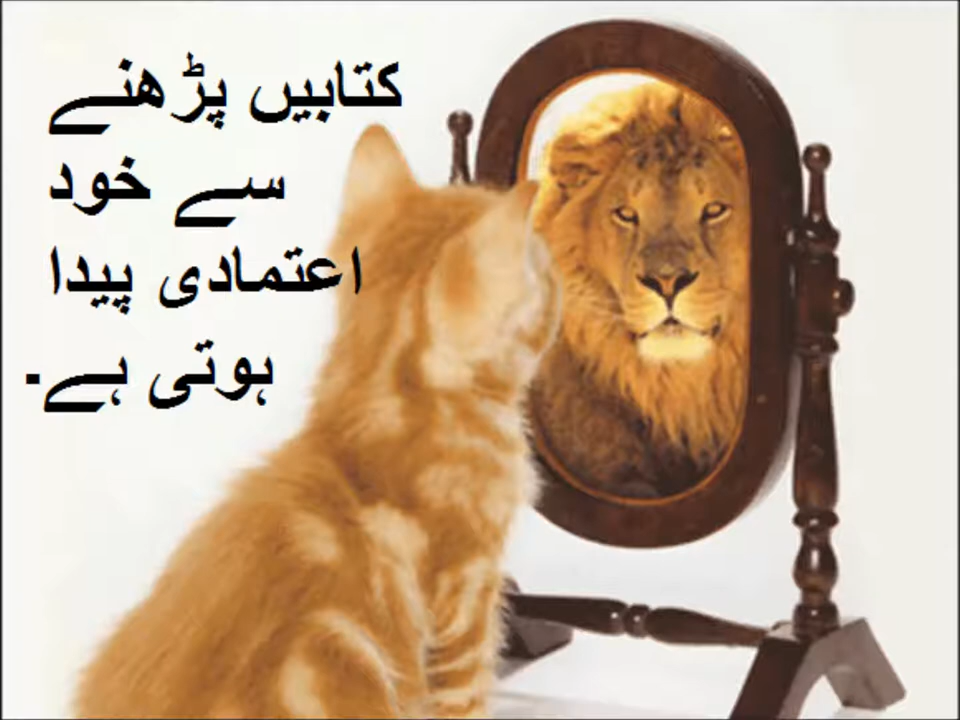 کتابیں پڑھنے
سے خود
اعتمادی پیدا
ہوتی ہے.